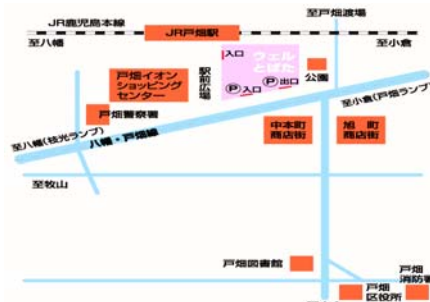 JR鹿児島本線
至戸畑渡場
JR戸畑駅
至八幡
至小倉
入口
ウェル
とばた
公園
戸畑イオン
ショッピング
センター
駅前広場
P 出口
P 入口
戸畑警察署
至小倉(戸畑ランプ)
至八幡(枝光ランプ)
八幡・戸畑線
中本町
商店街
旭町
商店街
至牧山
戸畑図書館
戸畑
消防署
戸畑
区役所